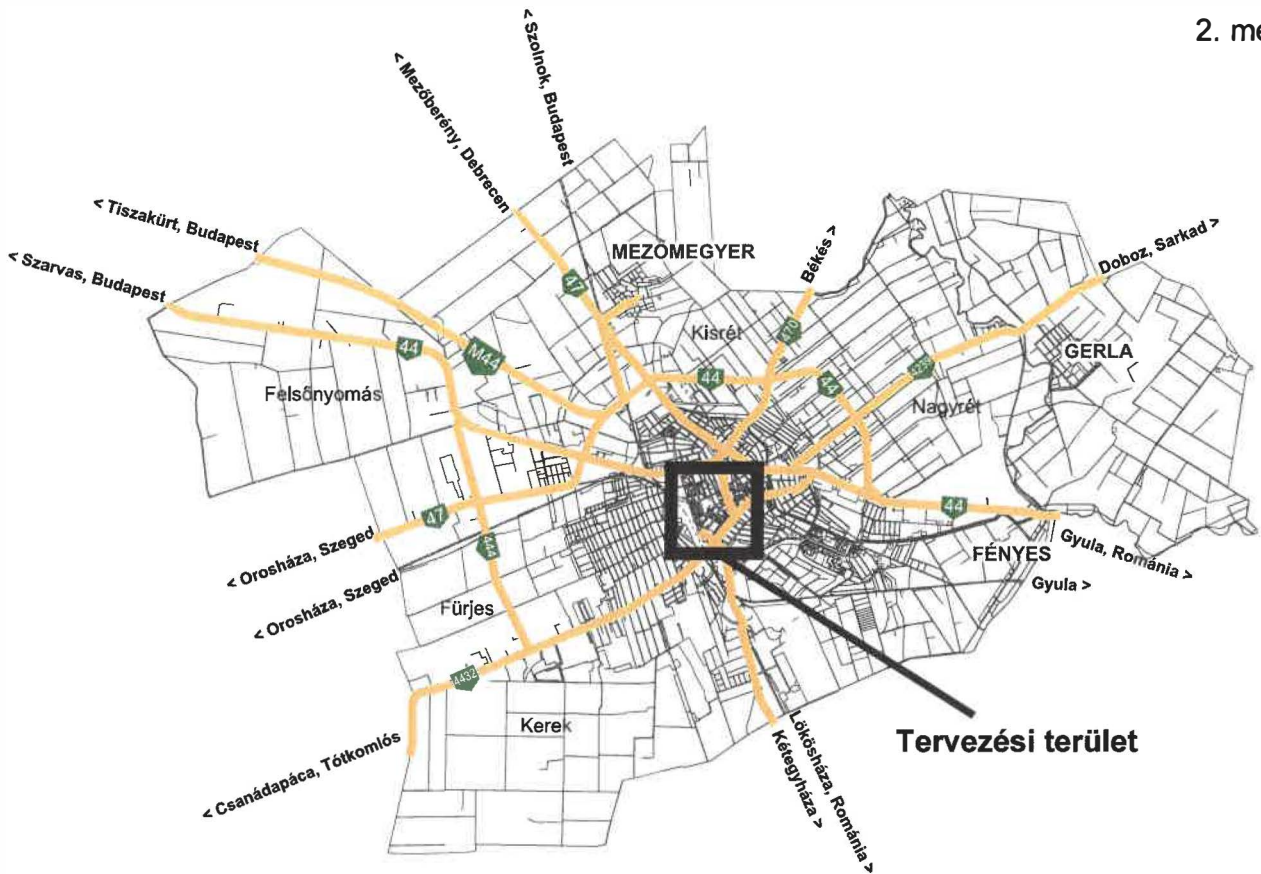 2. me
< Szolnok, Budapest
< Mezőberény, Debrecen
< Tiszakürt, Budapest
< Szarvas, Budapest
MEZŐMEGYER
Békés >
Doboz, Sarkad >
47
Kisrét
470
44
M44
GERLA
44
44
Felsőnyomás
Nagyrét
47
44
< Orosháza, Szeged
444
FÉNYES
Gyula, Románia >
< Orosháza, Szeged
Gyula >
Fürjes
4432
Kerek
Tervezési terület
< Csanádapáca, Tótkomlós
Kétegyháza >
Lökösháza, Románia >